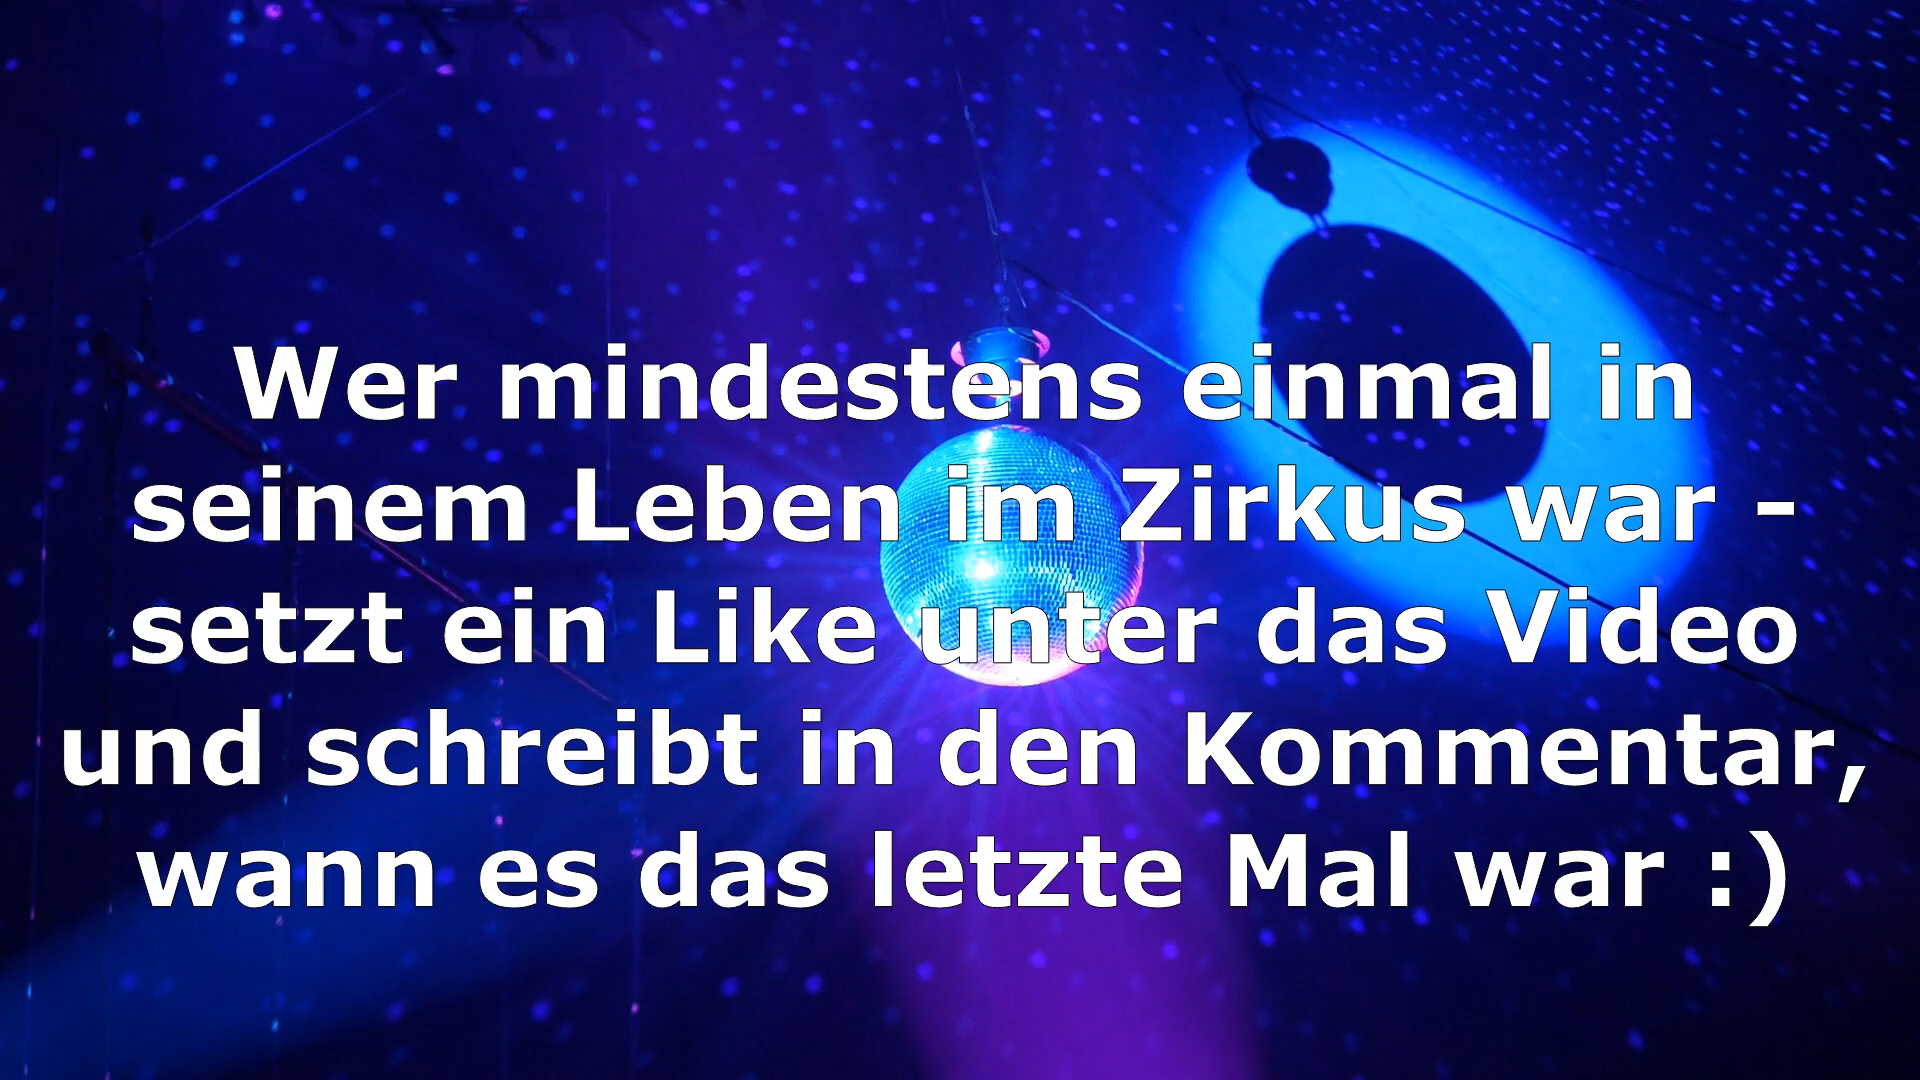 Wer mindestens einmal in
seinem Leben im Zirkus war -
setzt ein Like unter das Video
und schreibt in den Kommentar,
wann es das letzte Mal war :)